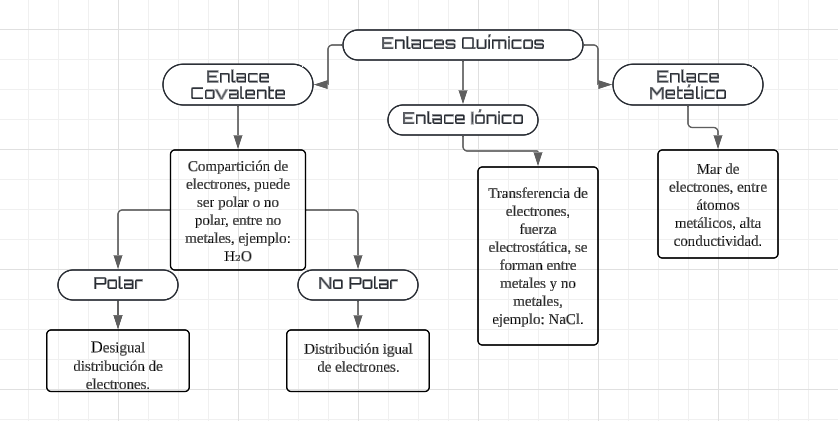 Enlaces Químicos
Enlace
Covalente
Enlace Iónico
Enlace
Metálico
Compartición de
electrones, puede
ser polar o no
polar, entre no
metales, ejemplo:
H₂O
Transferencia de
electrones,
fuerza
electrostática, se
forman entre
metales y no
metales,
ejemplo: NaCl.
Mar de
electrones, entre
átomos
metálicos, alta
conductividad.
Polar
No Polar
Desigual
distribución de
electrones.
Distribución igual
de electrones.